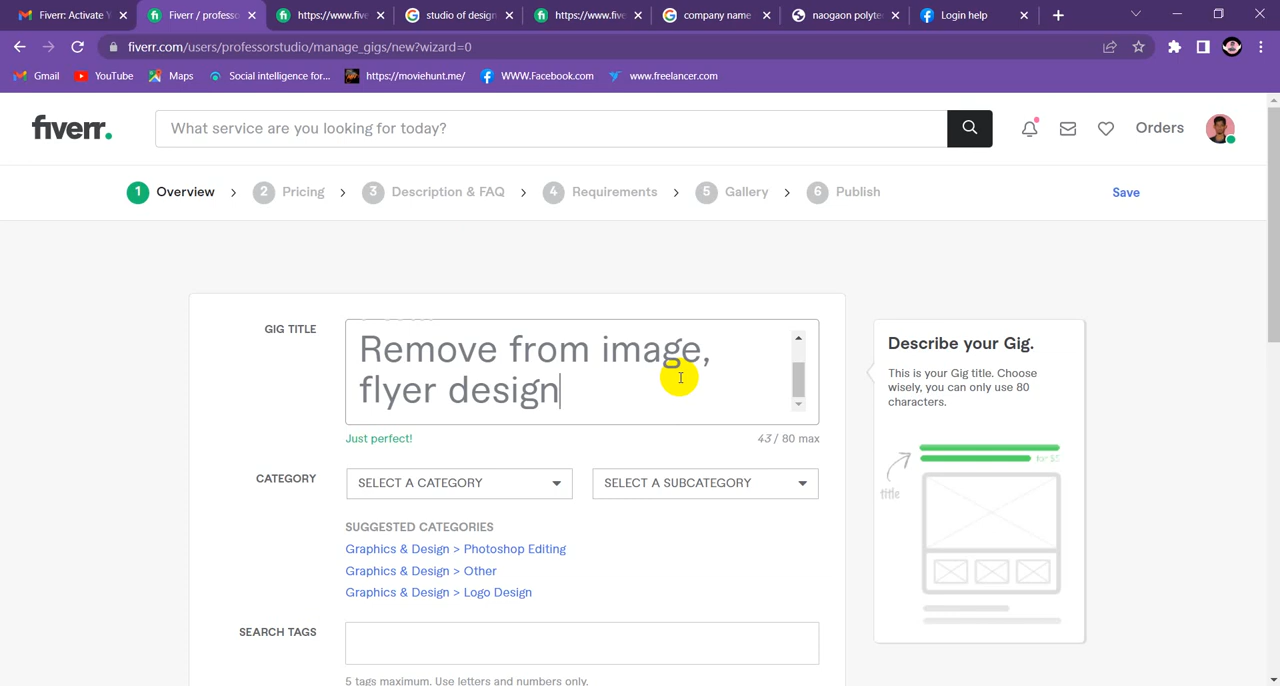 Fiverr: Activate Y
Fiverr / professo
https://www.five
studio of design
https://www.five
company name
naogaon polyte
Login help
fiverr.com/users/professorstudio/manage_gigs/new?wizard=0
Gmail YouTube Maps Social intelligence for... https://moviehunt.me/ WWW.Facebook.com www.freelancer.com
fiverr. What service are you looking for today? Orders
1 Overview 2 Pricing 3 Description & FAQ 4 Requirements 5 Gallery 6 Publish Save
GIG TITLE
Remove from image,
flyer design
Just perfect! 43 / 80 max
CATEGORY SELECT A CATEGORY SELECT A SUBCATEGORY
SUGGESTED CATEGORIES
Graphics & Design > Photoshop Editing
Graphics & Design > Other
Graphics & Design > Logo Design
SEARCH TAGS
5 tags maximum. Use letters and numbers only.
Describe your Gig.
This is your Gig title. Choose
wisely, you can only use 80
characters.
for $5
title